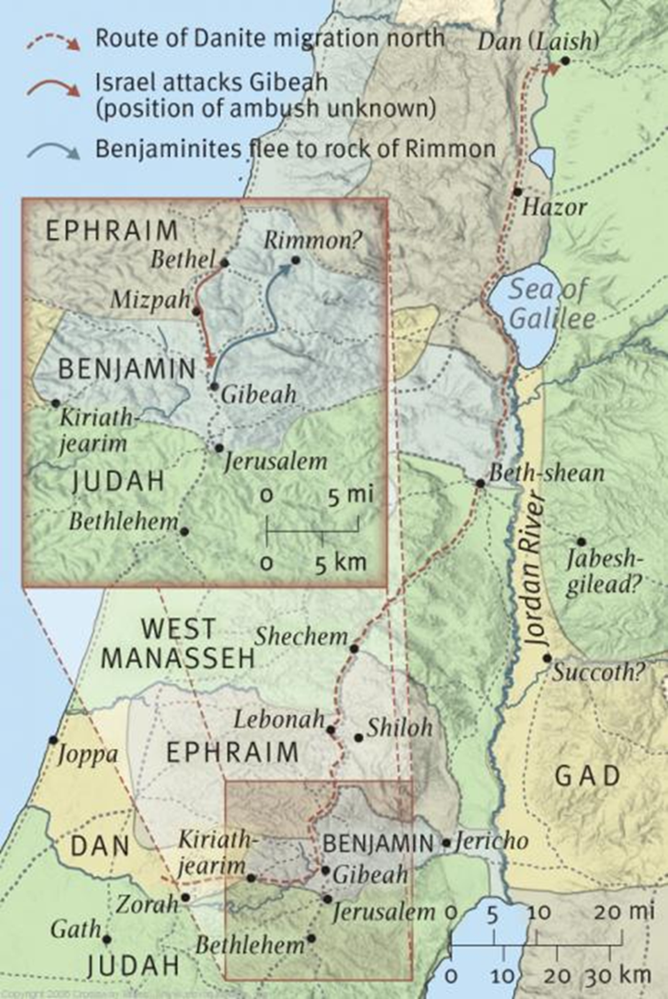 Route of Danite migration north
Israel attacks Gibeah
(position of ambush unknown)
Benjaminites flee to rock of Rimmon
Dan (Laish)
Hazor
Sea of
Galilee
EPHRAIM
Rimmon?
Bethel
Mizpah
BENJAMIN
Gibeah
Kiriath-
jearim
Jerusalem
JUDAH
Bethlehem
0 5 mi
0 5 km
Beth-shean
Jordan River
Jabesh-
gilead?
WEST
MANASSEH
Shechem
Succoth?
Lebonah
Shiloh
Joppa
EPHRAIM
GAD
DAN
Kiriath-
jearim
BENJAMIN
Jericho
Gibeah
Zorah
Jerusalem
0 5 10 20 mi
Gath
Bethlehem
JUDAH
0 10 20 30 km